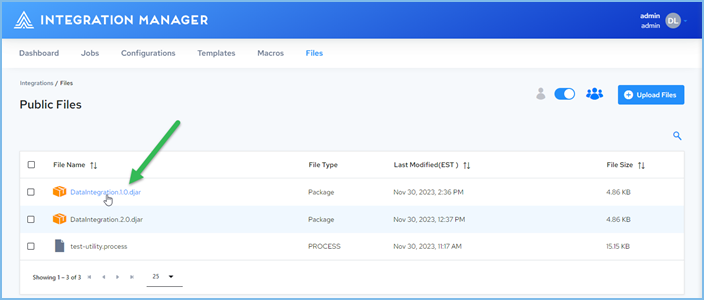 INTEGRATION MANAGER
admin
admin
DL
Dashboard Jobs Configurations Templates Macros Files
Integrations / Files
Public Files
Upload Files
File Name File Type Last Modified(EST ) File Size
DataIntegration.1.0.djar Package Nov 30, 2023, 2:36 PM 4.86 KB
DataIntegration.2.0.djar Package Nov 30, 2023, 12:37 PM 4.86 KB
test-utility.process PROCESS Nov 30, 2023, 11:17 AM 15.15 KB
Showing 1 – 3 of 3 25